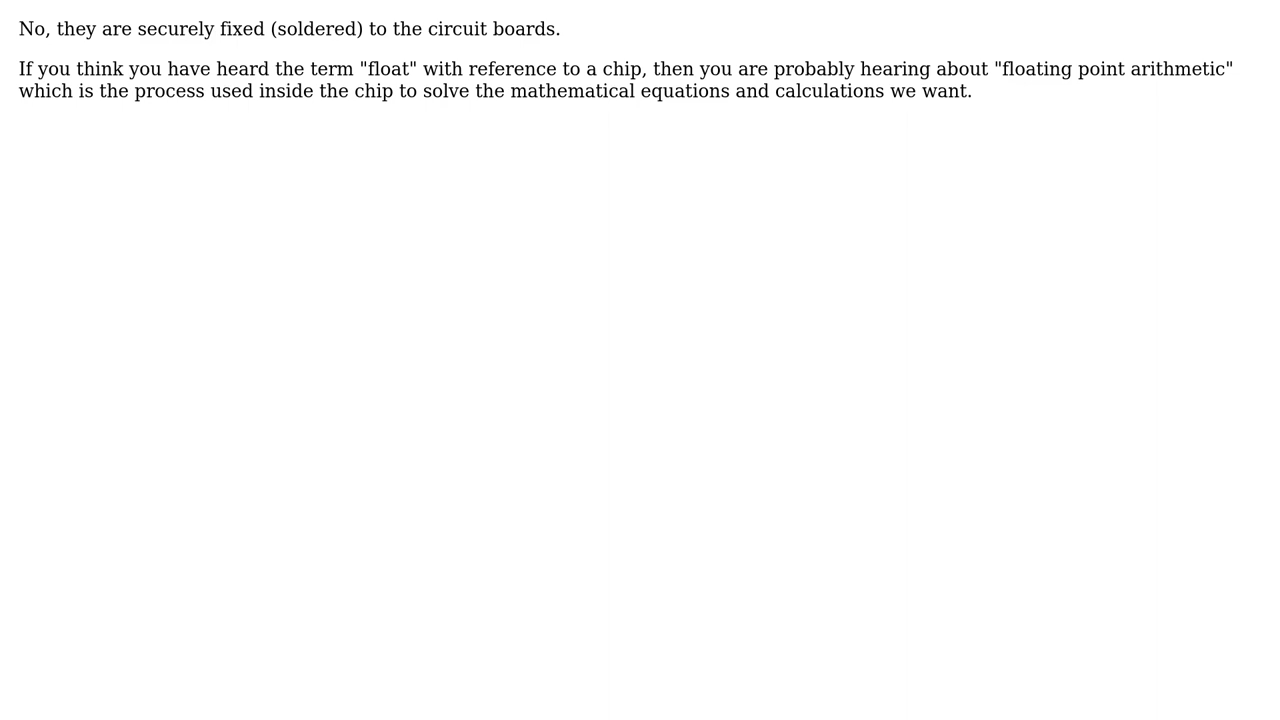 No, they are securely fixed (soldered) to the circuit boards.
If you think you have heard the term "float" with reference to a chip, then you are probably hearing about "floating point arithmetic"
which is the process used inside the chip to solve the mathematical equations and calculations we want.